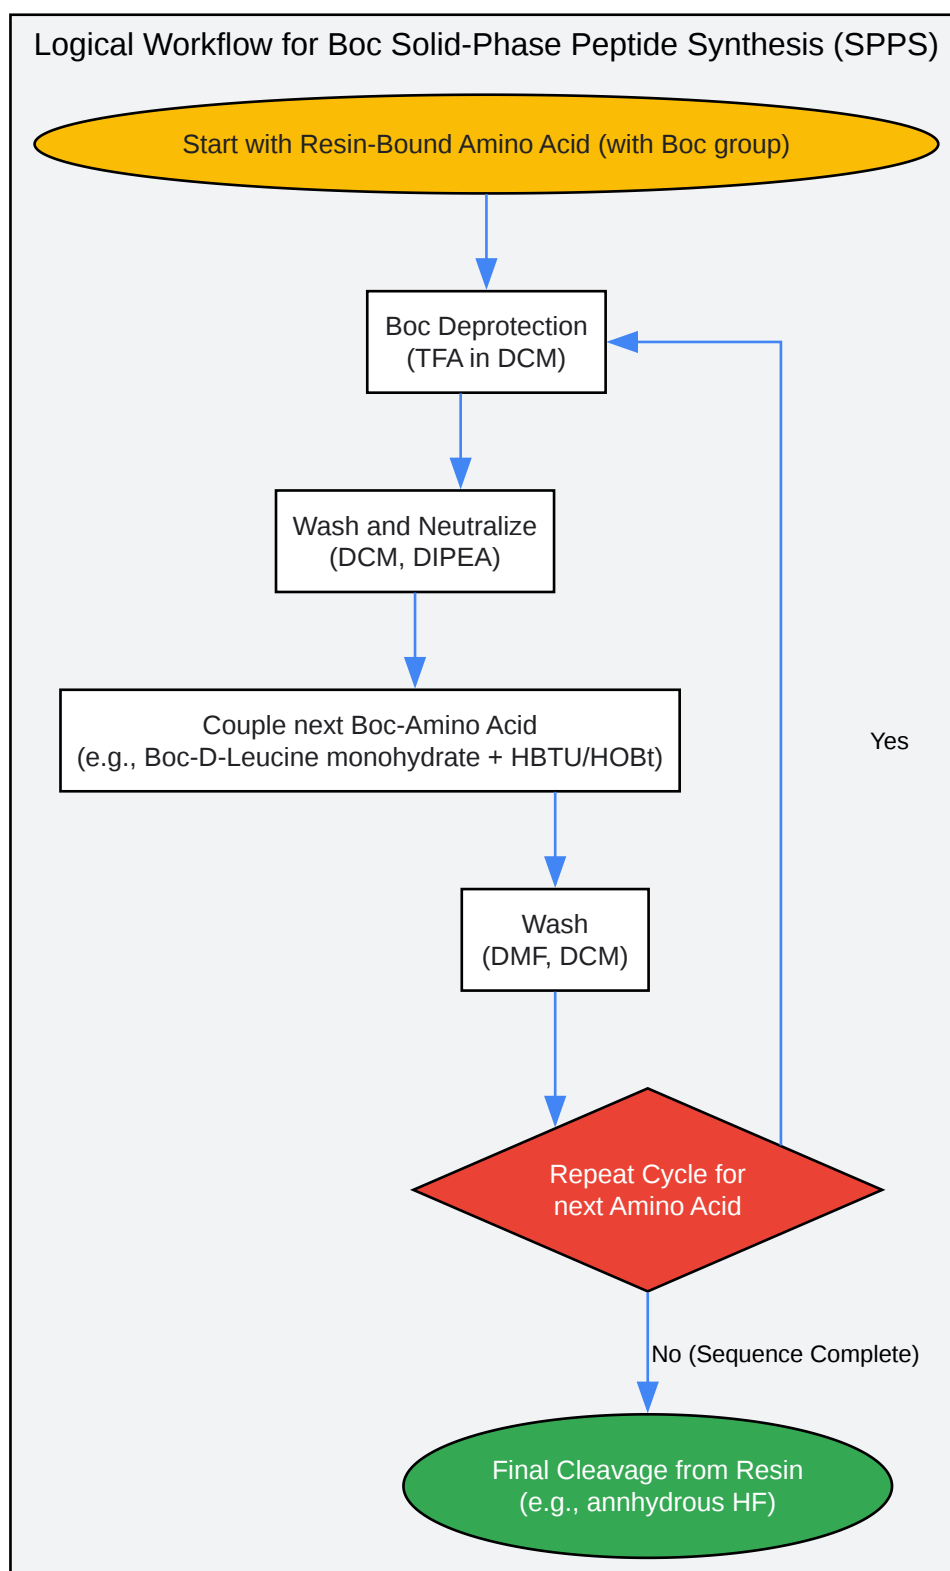 Logical Workflow for Boc Solid-Phase Peptide Synthesis (SPPS)
Start with Resin-Bound Amino Acid (with Boc group)
Boc Deprotection
(TFA in DCM)
Wash and Neutralize
(DCM, DIPEA)
Couple next Boc-Amino Acid
(e.g., Boc-D-Leucine monohydrate + HBTU/HOBt)
Yes
Wash
(DMF, DCM)
Repeat Cycle for
next Amino Acid
No (Sequence Complete)
Final Cleavage from Resin
(e.g., annhydrous HF)